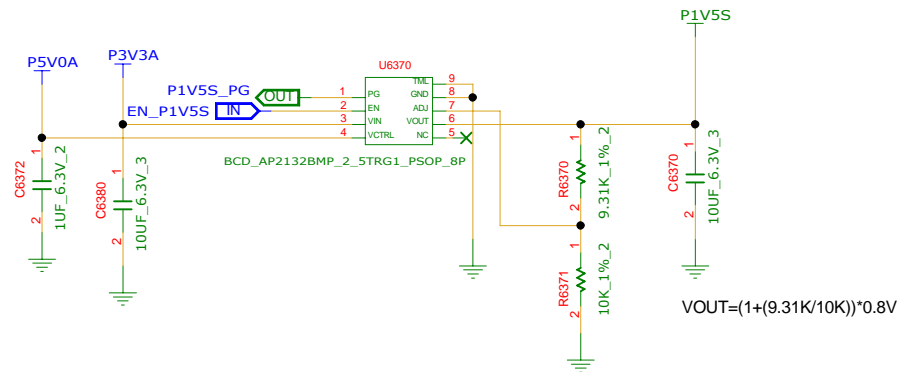 P1V5S
P5V0A
P3V3A
U6370
P1V5S_PG
OUT
EN_P1V5S
IN
1
2
3
4
PG
EN
VIN
VCTRL
TML
GND
ADJ
VOUT
NC
9
8
7
6
5
BCD_AP2132BMP_2_5TRG1_PSOP_8P
C6372
1
2
1UF_6.3V_2
C6380
1
2
10UF_6.3V_3
R6370
1
2
9.31K_1%_2
R6371
1
2
10K_1%_2
C6370
1
2
10UF_6.3V_3
VOUT=(1+(9.31K/10K))*0.8V